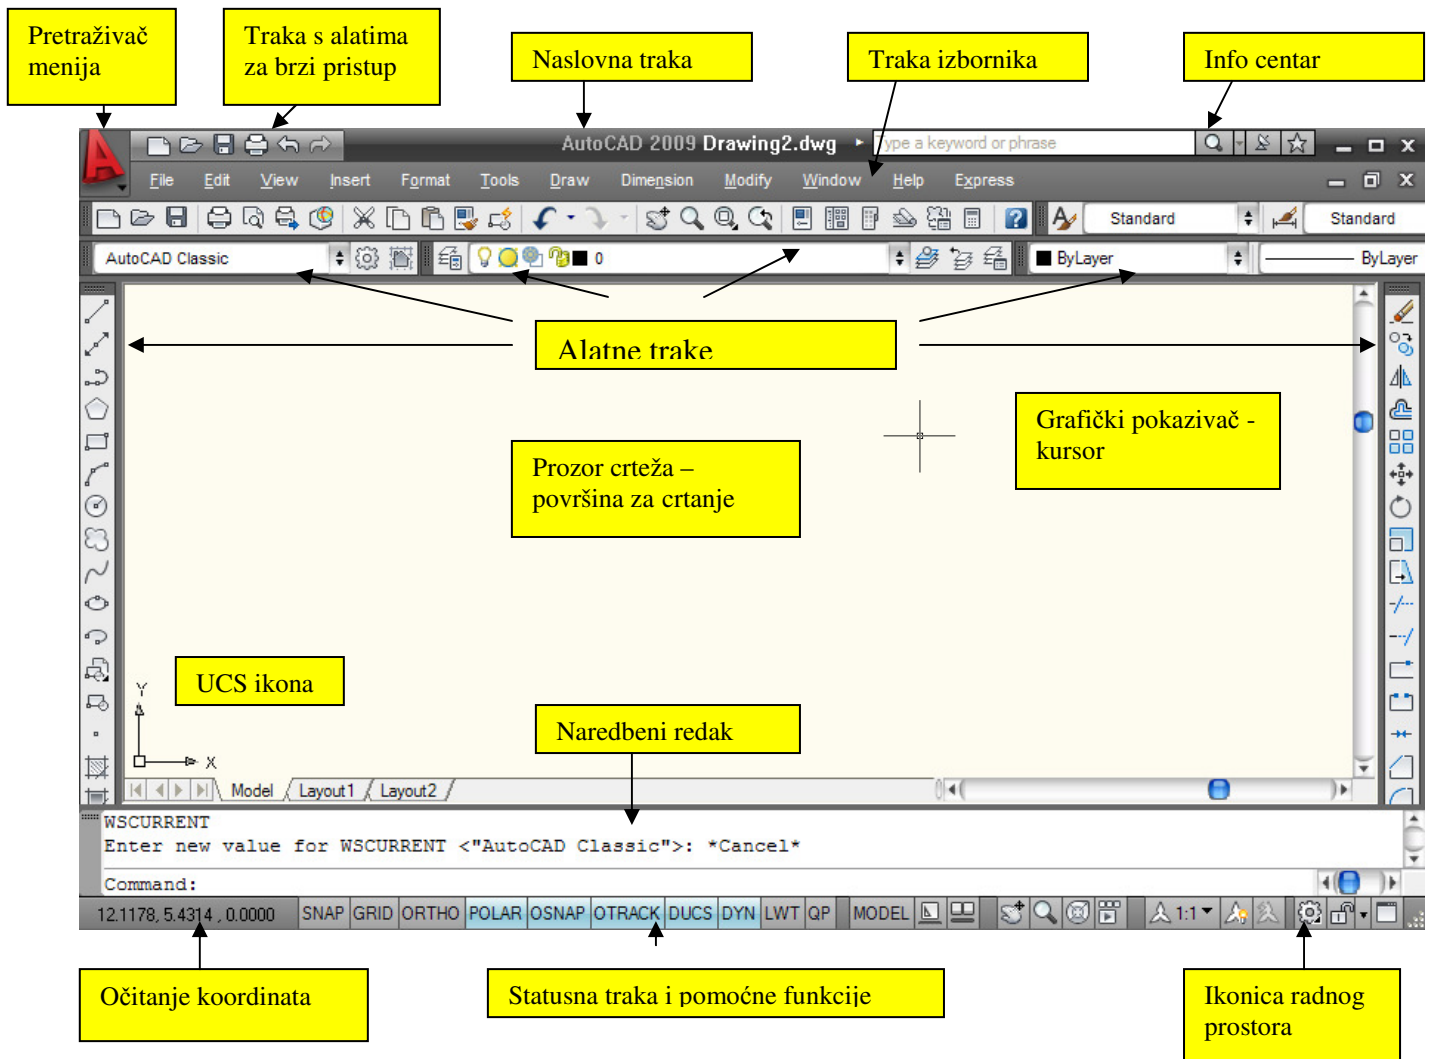 Pretraživač
menija
Traka s alatima
za brzi pristup
Naslovna traka
Traka izbornika
Info centar
AutoCAD 2009 Drawing2.dwg
Type a keyword or phrase
File Edit View Insert Format Tools Draw Dimension Modify Window Help Express
Standard
Standard
AutoCAD Classic
0
ByLayer
ByLayer
Alatne trake
Grafički pokazivač -
kursor
Prozor crteža –
površina za crtanje
UCS ikona
Y
X
Naredbeni redak
Model Layout1 Layout2
WSCURRENT
Enter new value for WSCURRENT <"AutoCAD Classic">: *Cancel*
Command:
12.1178, 5.4314 , 0.0000 SNAP GRID ORTHO POLAR OSNAP OTRACK DUCS DYN LWT QP MODEL 1:1
Očitanje koordinata
Statusna traka i pomoćne funkcije
Ikonica radnog
prostora